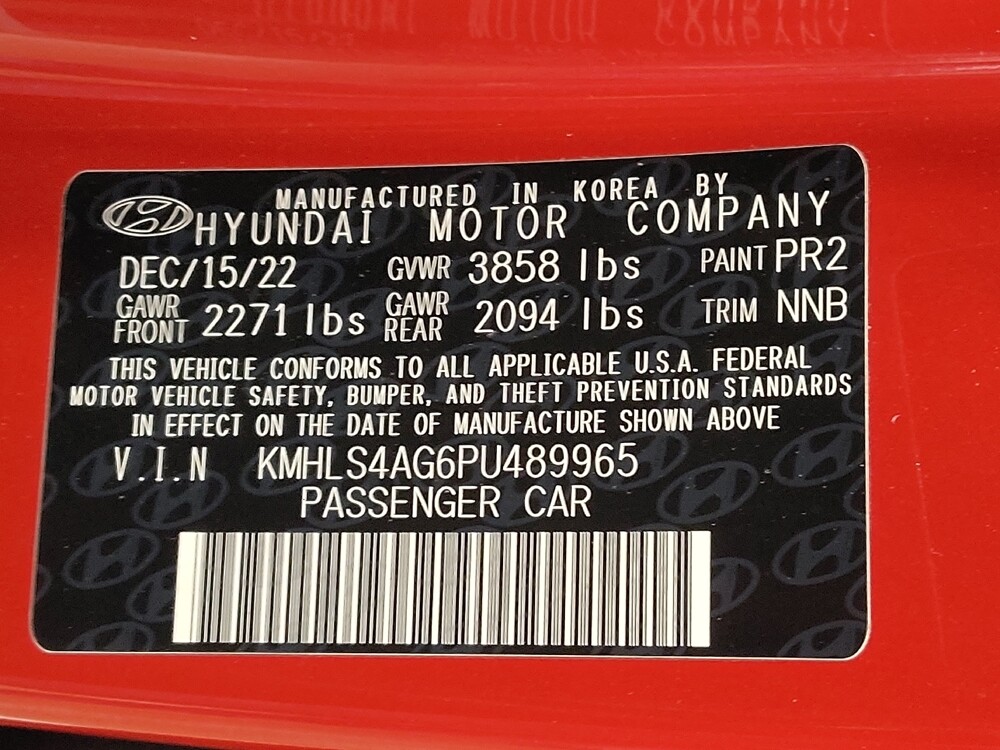 MANUFACTURED IN KOREA BY
HYUNDAI MOTOR COMPANY
DEC/15/22 GVWR 3858 lbs PAINT PR2
GAWR FRONT 2271 lbs GAWR REAR 2094 lbs TRIM NNB
THIS VEHICLE CONFORMS TO ALL APPLICABLE U.S.A. FEDERAL
MOTOR VEHICLE SAFETY, BUMPER, AND THEFT PREVENTION STANDARDS
IN EFFECT ON THE DATE OF MANUFACTURE SHOWN ABOVE
V.I.N KMHLS4AG6PU489965
PASSENGER CAR